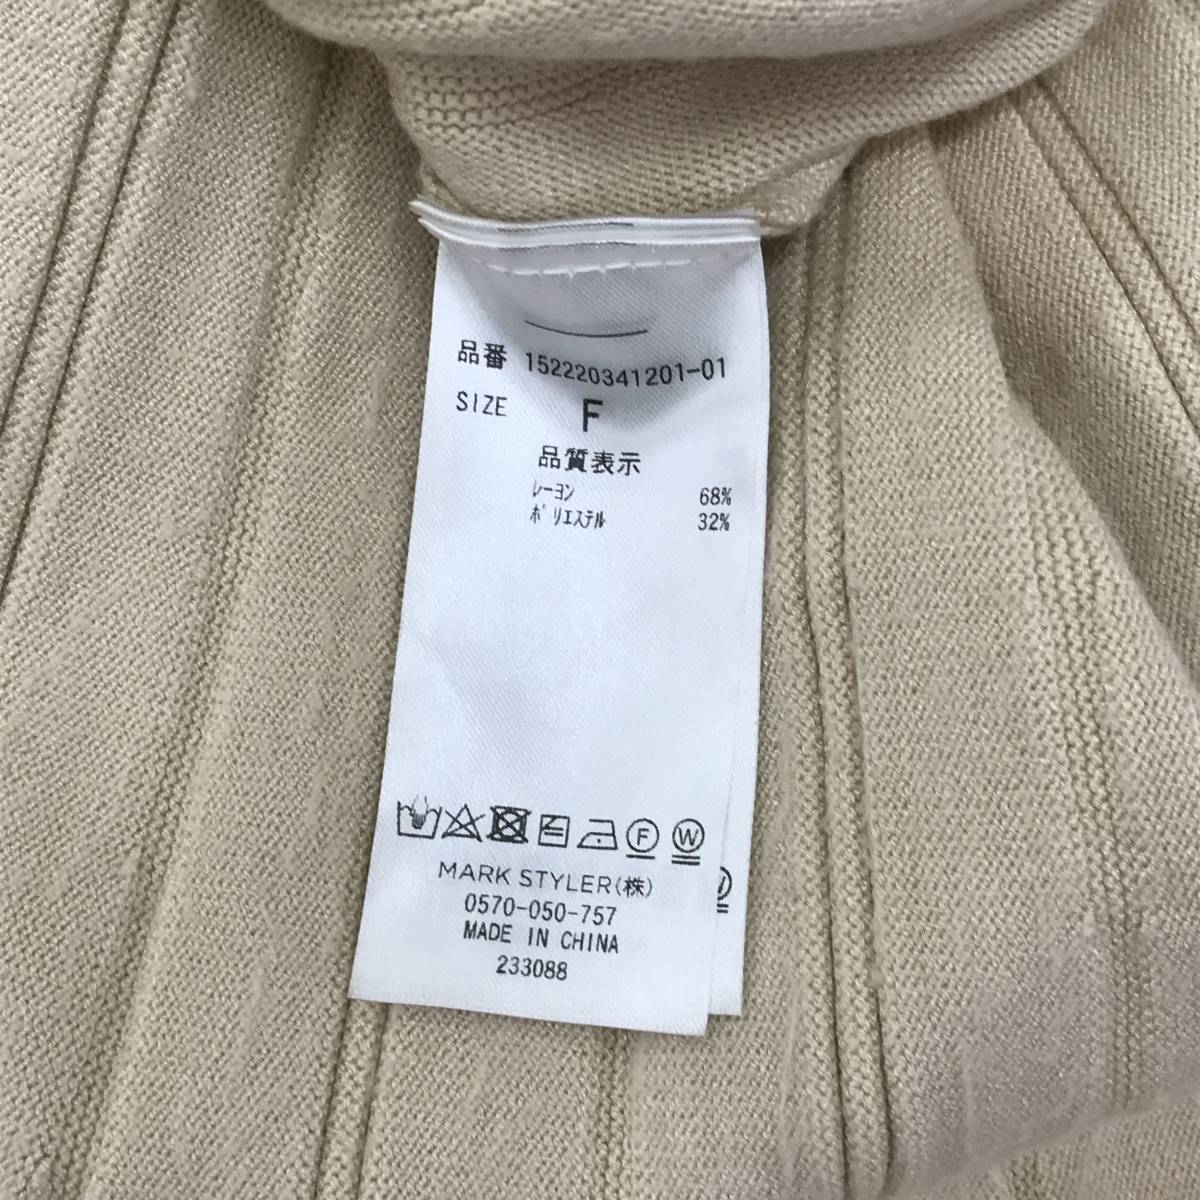 品番 152220341201-01
SIZE F
品質表示
レーヨン 68%
ポリエステル 32%
F W
MARK STYLER(株)
0570-050-757
MADE IN CHINA
233088